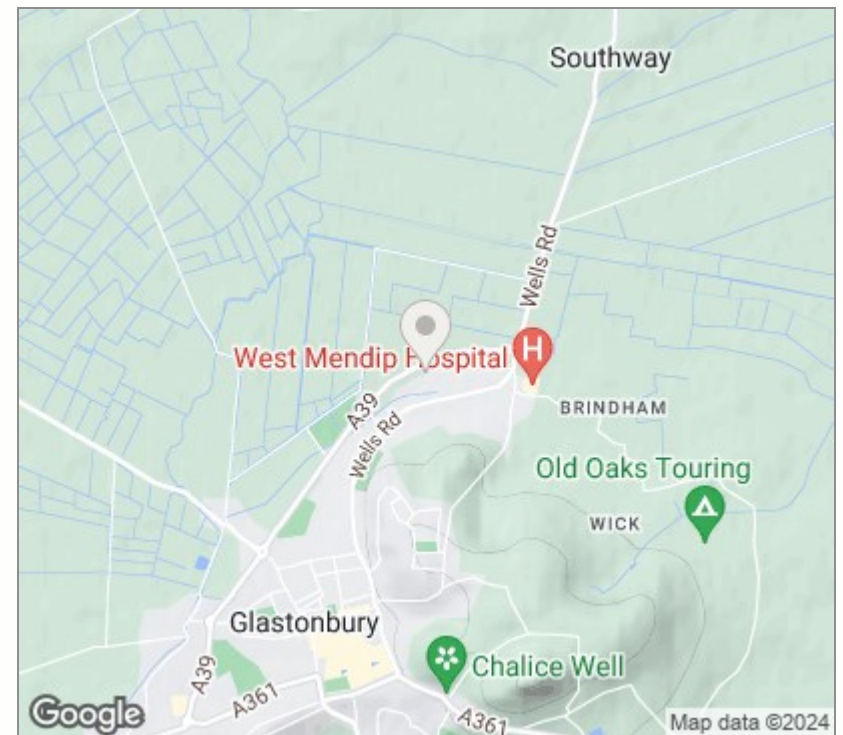 Southway
Wells Rd
West Mendip Hospital
H
A39
Wells Rd
BRINDHAM
Old Oaks Touring
WICK
Glastonbury
Chalice Well
A39
A361
A361
Google
Map data ©2024